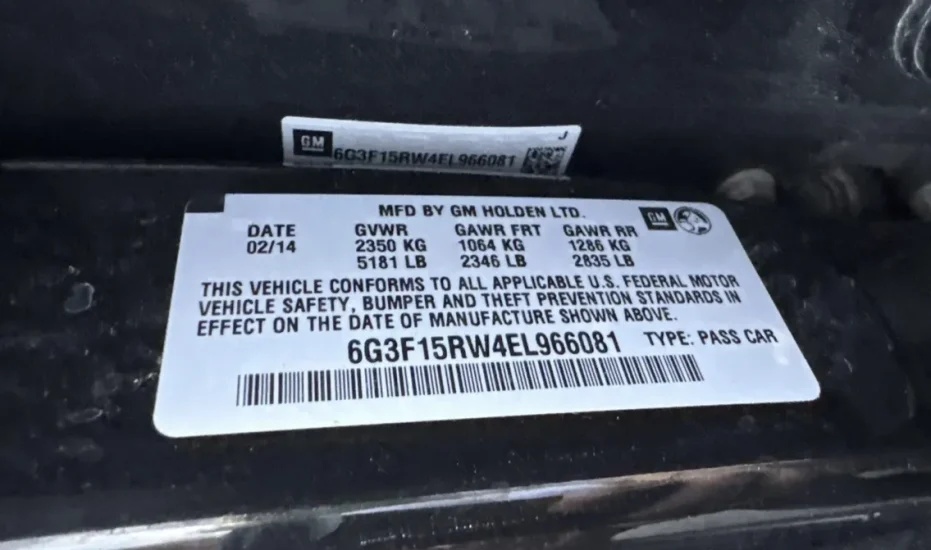 GM
J
6G3F15RW4EL966081
MFD BY GM HOLDEN LTD.
GM
DATE GVWR GAWR FRT GAWR RR
02/14 2350 KG 1064 KG 1286 KG
5181 LB 2346 LB 2835 LB
THIS VEHICLE CONFORMS TO ALL APPLICABLE U.S. FEDERAL MOTOR
VEHICLE SAFETY, BUMPER AND THEFT PREVENTION STANDARDS IN
EFFECT ON THE DATE OF MANUFACTURE SHOWN ABOVE.
6G3F15RW4EL966081 TYPE: PASS CAR